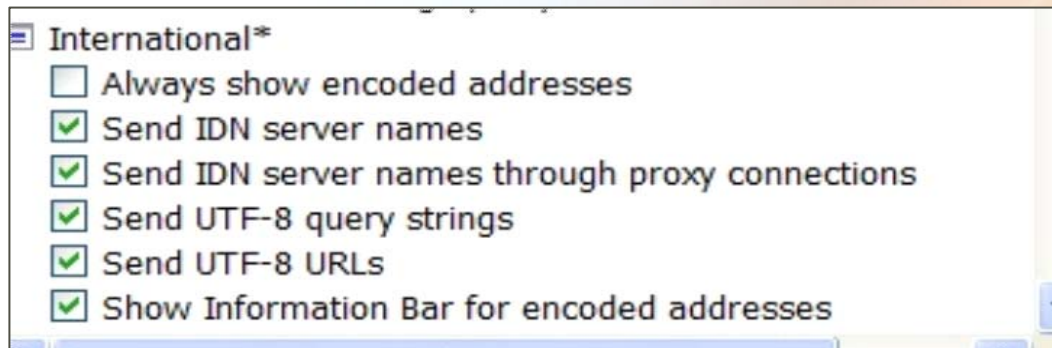 International*
Always show encoded addresses
Send IDN server names
Send IDN server names through proxy connections
Send UTF-8 query strings
Send UTF-8 URLs
Show Information Bar for encoded addresses